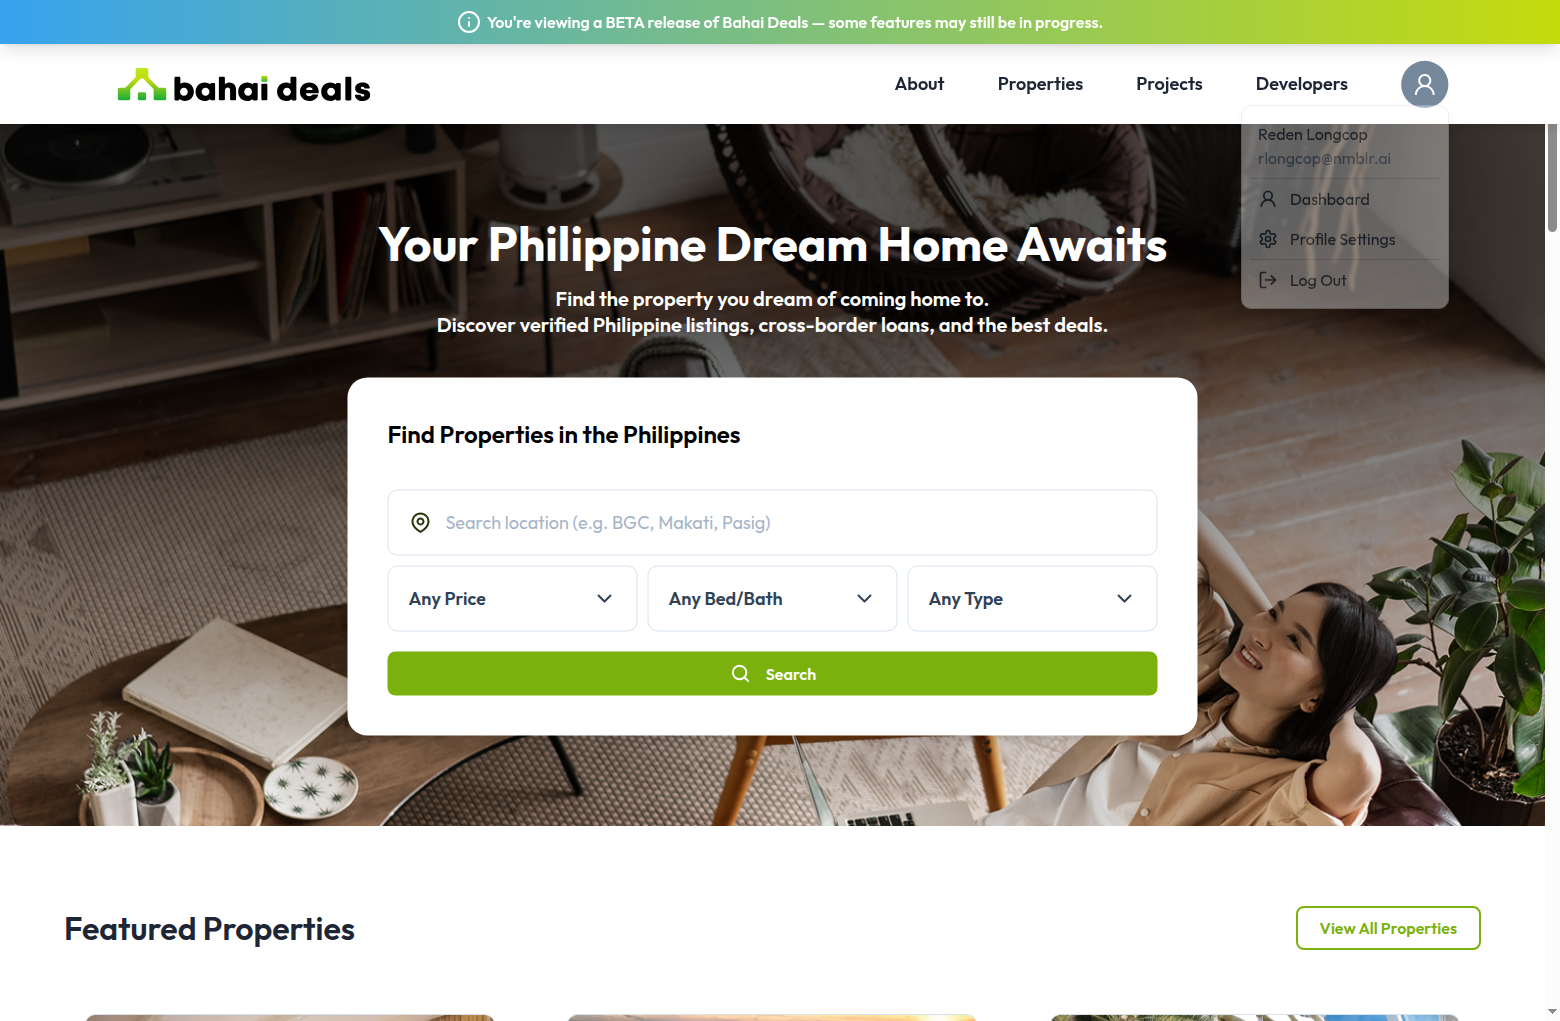 You're viewing a BETA release of Bahai Deals — some features may still be in progress.
bahai deals
About
Properties
Projects
Developers
Reden Longcop
rlongcop@nmblr.ai
Dashboard
Profile Settings
Log Out
Your Philippine Dream Home Awaits
Find the property you dream of coming home to.
Discover verified Philippine listings, cross-border loans, and the best deals.
Find Properties in the Philippines
Search location (e.g. BGC, Makati, Pasig)
Any Price
Any Bed/Bath
Any Type
Search
Featured Properties
View All Properties